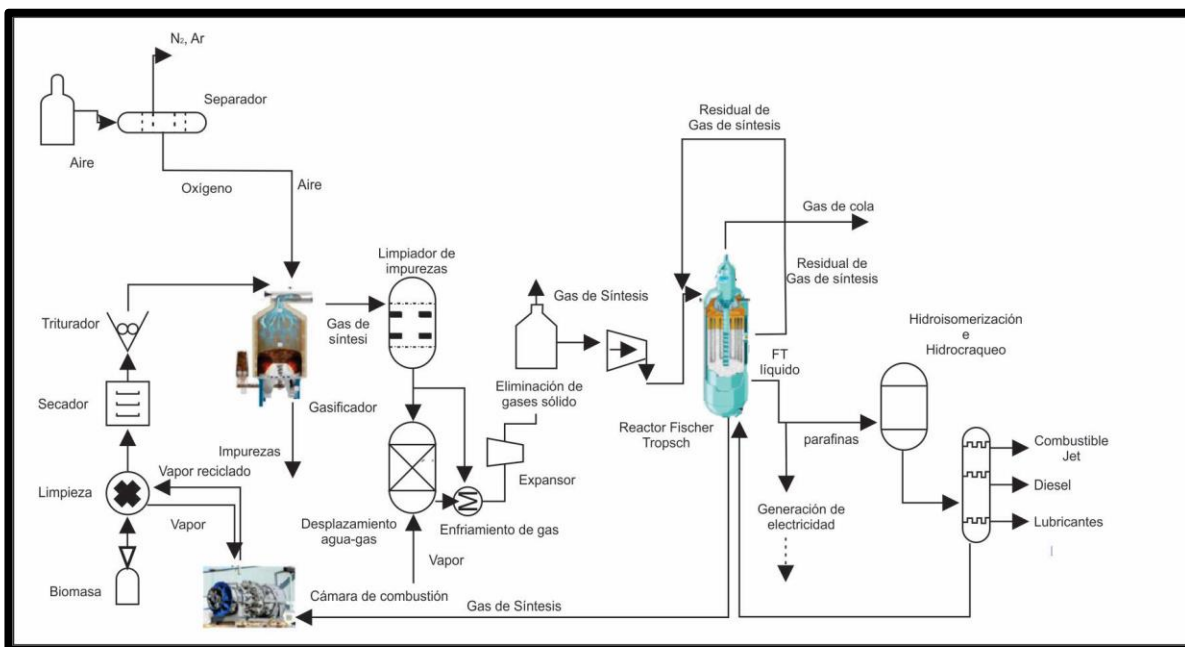 N₂, Ar
Separador
Aire
Oxígeno
Aire
Triturador
Secador
Limpieza
Biomasa
Vapor reciclado
Vapor
Impurezas
Gasificador
Gas de
síntesi
Limpiador de
impurezas
Desplazamiento
agua-gas
Cámara de combustión
Vapor
Enfriamiento de gas
Expansor
Gas de Síntesis
Eliminación de
gases sólido
Residual de
Gas de síntesis
Gas de cola
Residual de
Gas de síntesis
Reactor Fischer
Tropsch
FT
líquido
parafinas
Generación de
electricidad
Gas de Síntesis
Hidroisomerización
e
Hidrocraqueo
Combustible
Jet
Diesel
Lubricantes